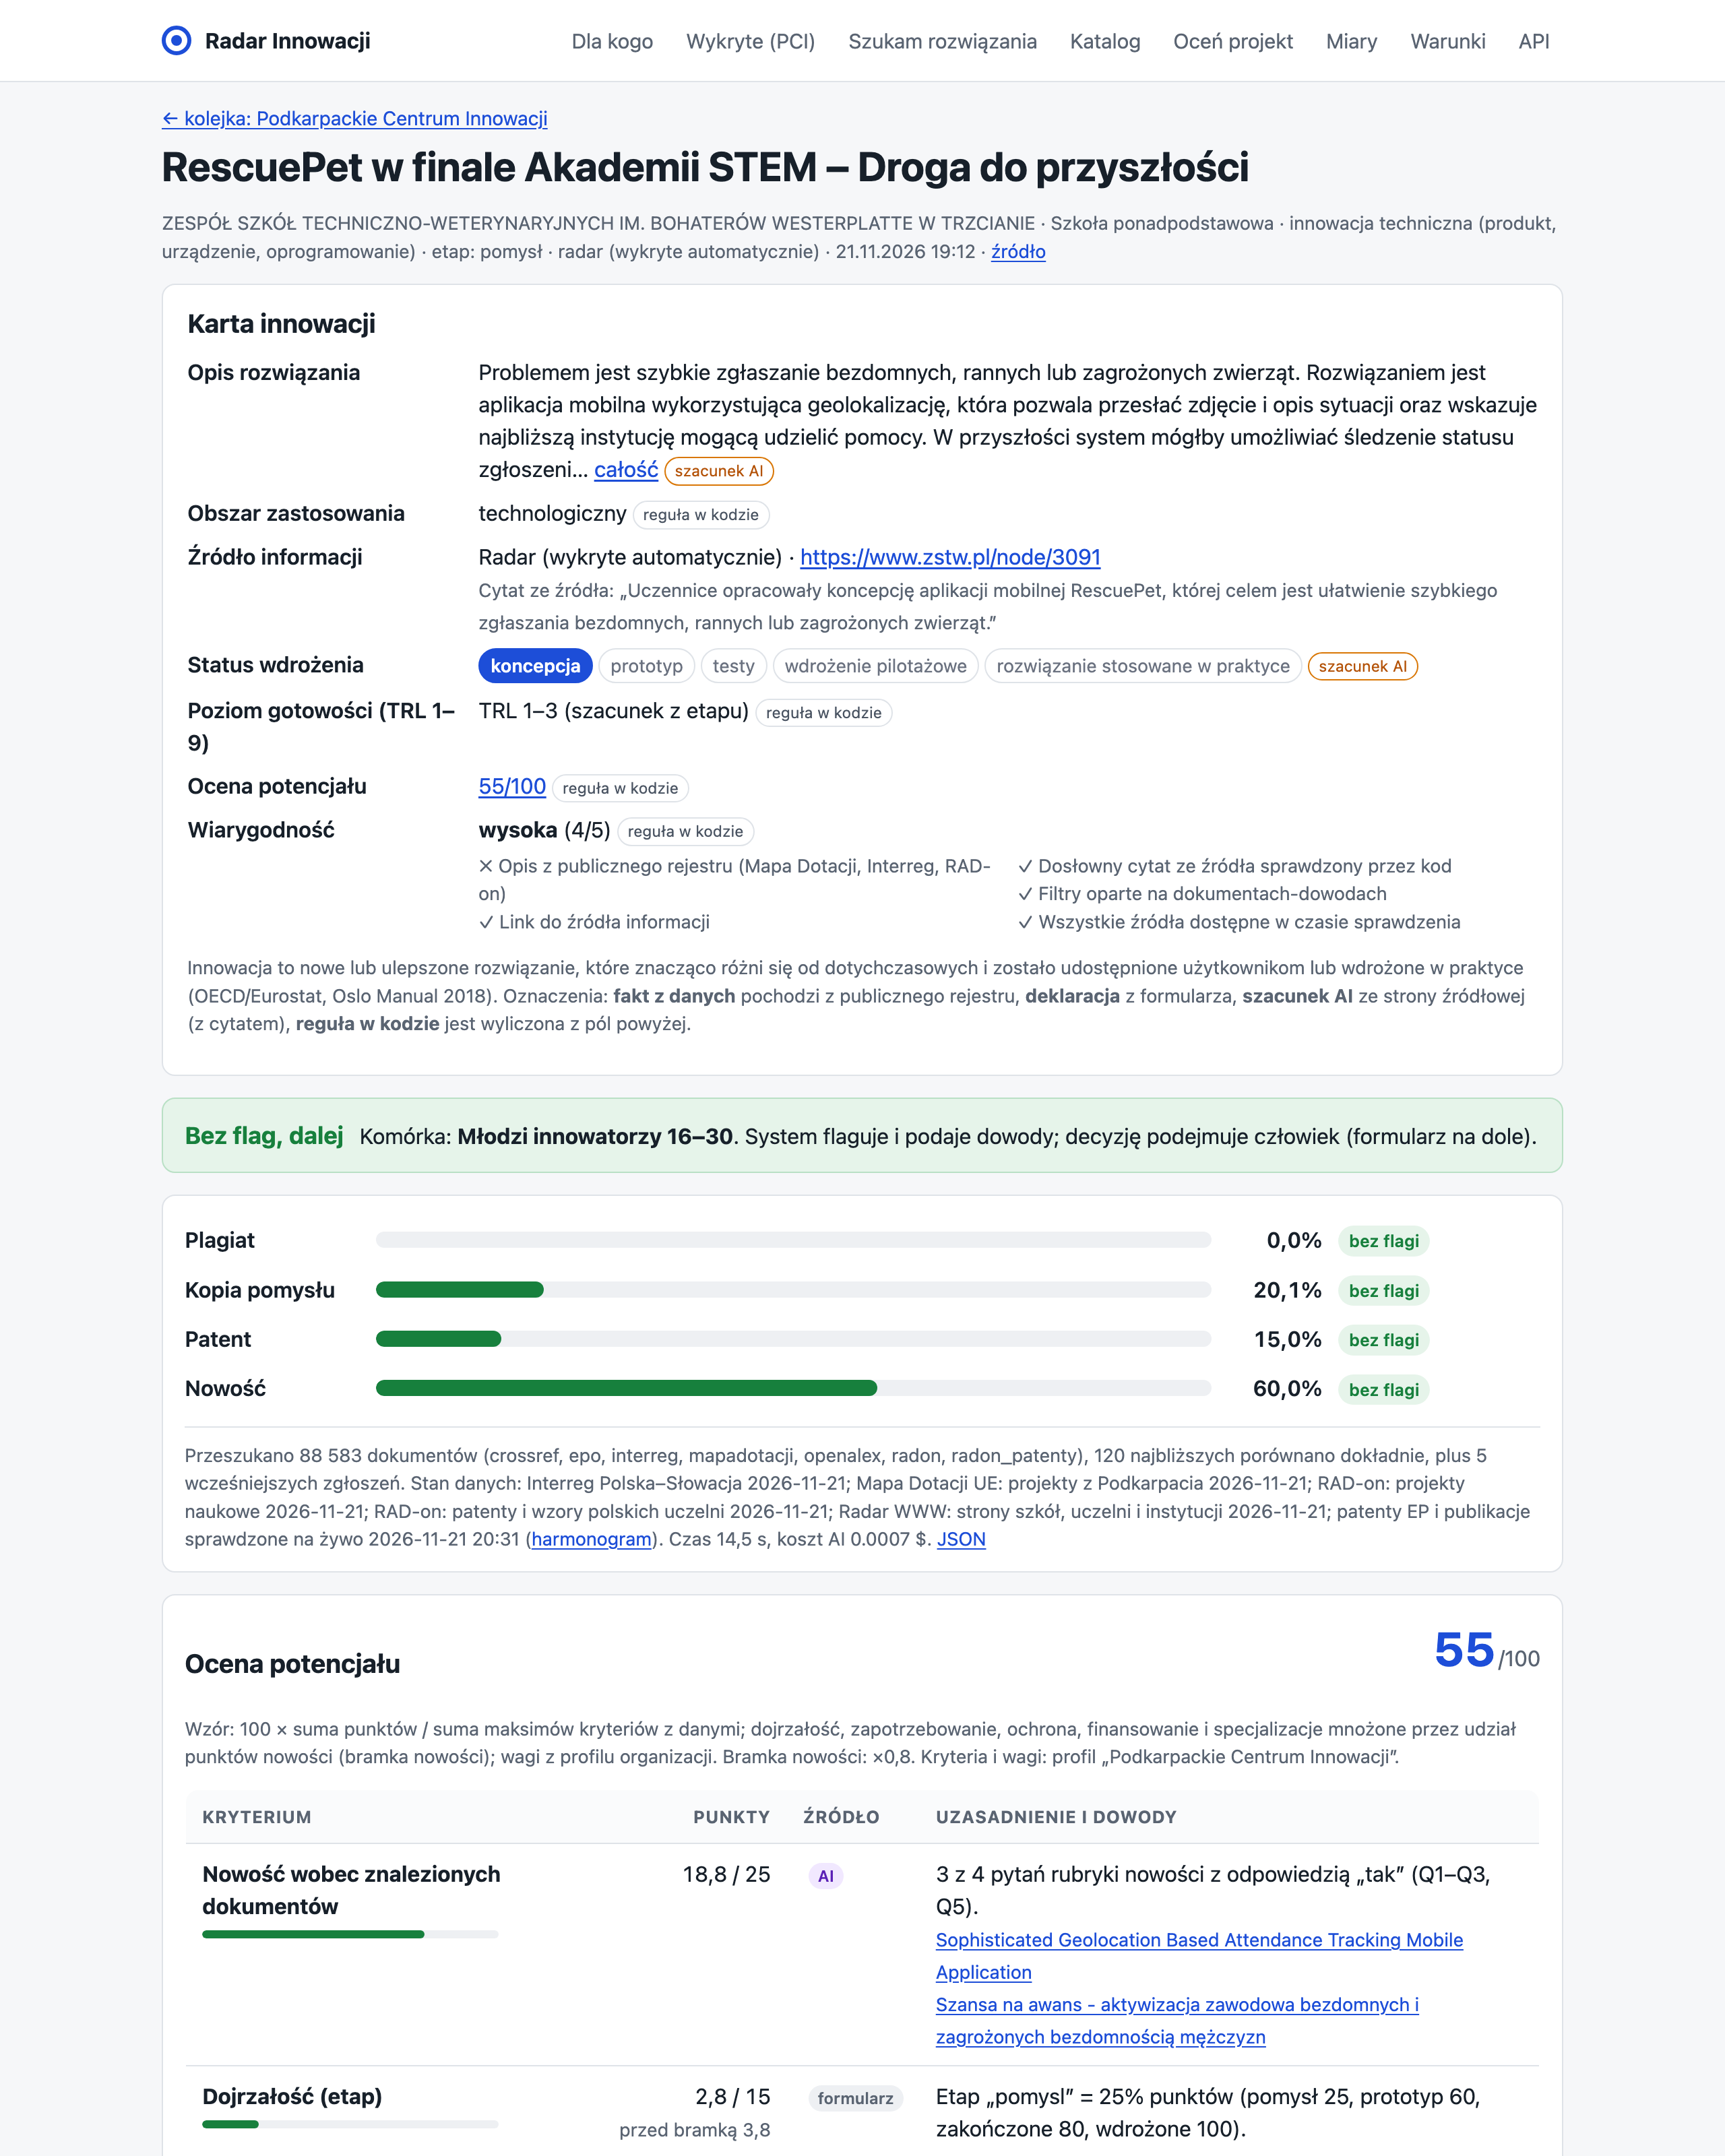 Radar Innowacji
Dla kogo
Wykryte (PCI)
Szukam rozwiązania
Katalog
Oceń projekt
Miary
Warunki
API
← kolejka: Podkarpackie Centrum Innowacji
RescuePet w finale Akademii STEM – Droga do przyszłości
ZESPÓŁ SZKÓŁ TECHNICZNO-WETERYNARYJNYCH IM. BOHATERÓW WESTERPLATTE W TRZCIANIE · Szkoła ponadpodstawowa · innowacja techniczna (produkt,
urządzenie, oprogramowanie) · etap: pomysł · radar (wykryte automatycznie) · 21.11.2026 19:12 · źródło
Karta innowacji
Opis rozwiązania
Problemem jest szybkie zgłaszanie bezdomnych, rannych lub zagrożonych zwierząt. Rozwiązaniem jest
aplikacja mobilna wykorzystująca geolokalizację, która pozwala przesłać zdjęcie i opis sytuacji oraz wskazuje
najbliższą instytucję mogącą udzielić pomocy. W przyszłości system mógłby umożliwiać śledzenie statusu
zgłoszeni... całość szacunek AI
Obszar zastosowania
technologiczny reguła w kodzie
Źródło informacji
Radar (wykryte automatycznie) · https://www.zstw.pl/node/3091
Cytat ze źródła: „Uczennice opracowały koncepcję aplikacji mobilnej RescuePet, której celem jest ułatwienie szybkiego
zgłaszania bezdomnych, rannych lub zagrożonych zwierząt.”
Status wdrożenia
koncepcja prototyp testy wdrożenie pilotażowe rozwiązanie stosowane w praktyce szacunek AI
Poziom gotowości (TRL 1–
9)
TRL 1–3 (szacunek z etapu) reguła w kodzie
Ocena potencjału
55/100 reguła w kodzie
Wiarygodność
wysoka (4/5) reguła w kodzie
✕ Opis z publicznego rejestru (Mapa Dotacji, Interreg, RAD-
on)
✓ Link do źródła informacji
✓ Dosłowny cytat ze źródła sprawdzony przez kod
✓ Filtry oparte na dokumentach-dowodach
✓ Wszystkie źródła dostępne w czasie sprawdzenia
Innowacja to nowe lub ulepszone rozwiązanie, które znacząco różni się od dotychczasowych i zostało udostępnione użytkownikom lub wdrożone w praktyce
(OECD/Eurostat, Oslo Manual 2018). Oznaczenia: fakt z danych pochodzi z publicznego rejestru, deklaracja z formularza, szacunek AI ze strony źródłowej
(z cytatem), reguła w kodzie jest wyliczona z pól powyżej.
Bez flag, dalej Komórka: Młodzi innowatorzy 16–30. System flaguje i podaje dowody; decyzję podejmuje człowiek (formularz na dole).
Plagiat 0,0% bez flagi
Kopia pomysłu 20,1% bez flagi
Patent 15,0% bez flagi
Nowość 60,0% bez flagi
Przeszukano 88 583 dokumentów (crossref, epo, interreg, mapadotacji, openalex, radon, radon_patenty), 120 najbliższych porównano dokładnie, plus 5
wcześniejszych zgłoszeń. Stan danych: Interreg Polska–Słowacja 2026-11-21; Mapa Dotacji UE: projekty z Podkarpacia 2026-11-21; RAD-on: projekty
naukowe 2026-11-21; RAD-on: patenty i wzory polskich uczelni 2026-11-21; Radar WWW: strony szkół, uczelni i instytucji 2026-11-21; patenty EP i publikacje
sprawdzone na żywo 2026-11-21 20:31 (harmonogram). Czas 14,5 s, koszt AI 0.0007 $. JSON
Ocena potencjału
55/100
Wzór: 100 × suma punktów / suma maksimów kryteriów z danymi; dojrzałość, zapotrzebowanie, ochrona, finansowanie i specjalizacje mnożone przez udział
punktów nowości (bramka nowości); wagi z profilu organizacji. Bramka nowości: ×0,8. Kryteria i wagi: profil „Podkarpackie Centrum Innowacji”.
KRYTERIUM PUNKTY ŹRÓDŁO UZASADNIENIE I DOWODY
Nowość wobec znalezionych
dokumentów
18,8 / 25
AI
3 z 4 pytań rubryki nowości z odpowiedzią „tak” (Q1–Q3,
Q5).
Sophisticated Geolocation Based Attendance Tracking Mobile
Application
Szansa na awans - aktywizacja zawodowa bezdomnych i
zagrożonych bezdomnością mężczyzn
Dojrzałość (etap)
2,8 / 15
przed bramką 3,8
formularz
Etap „pomysl” = 25% punktów (pomysł 25, prototyp 60,
zakończone 80, wdrożone 100).